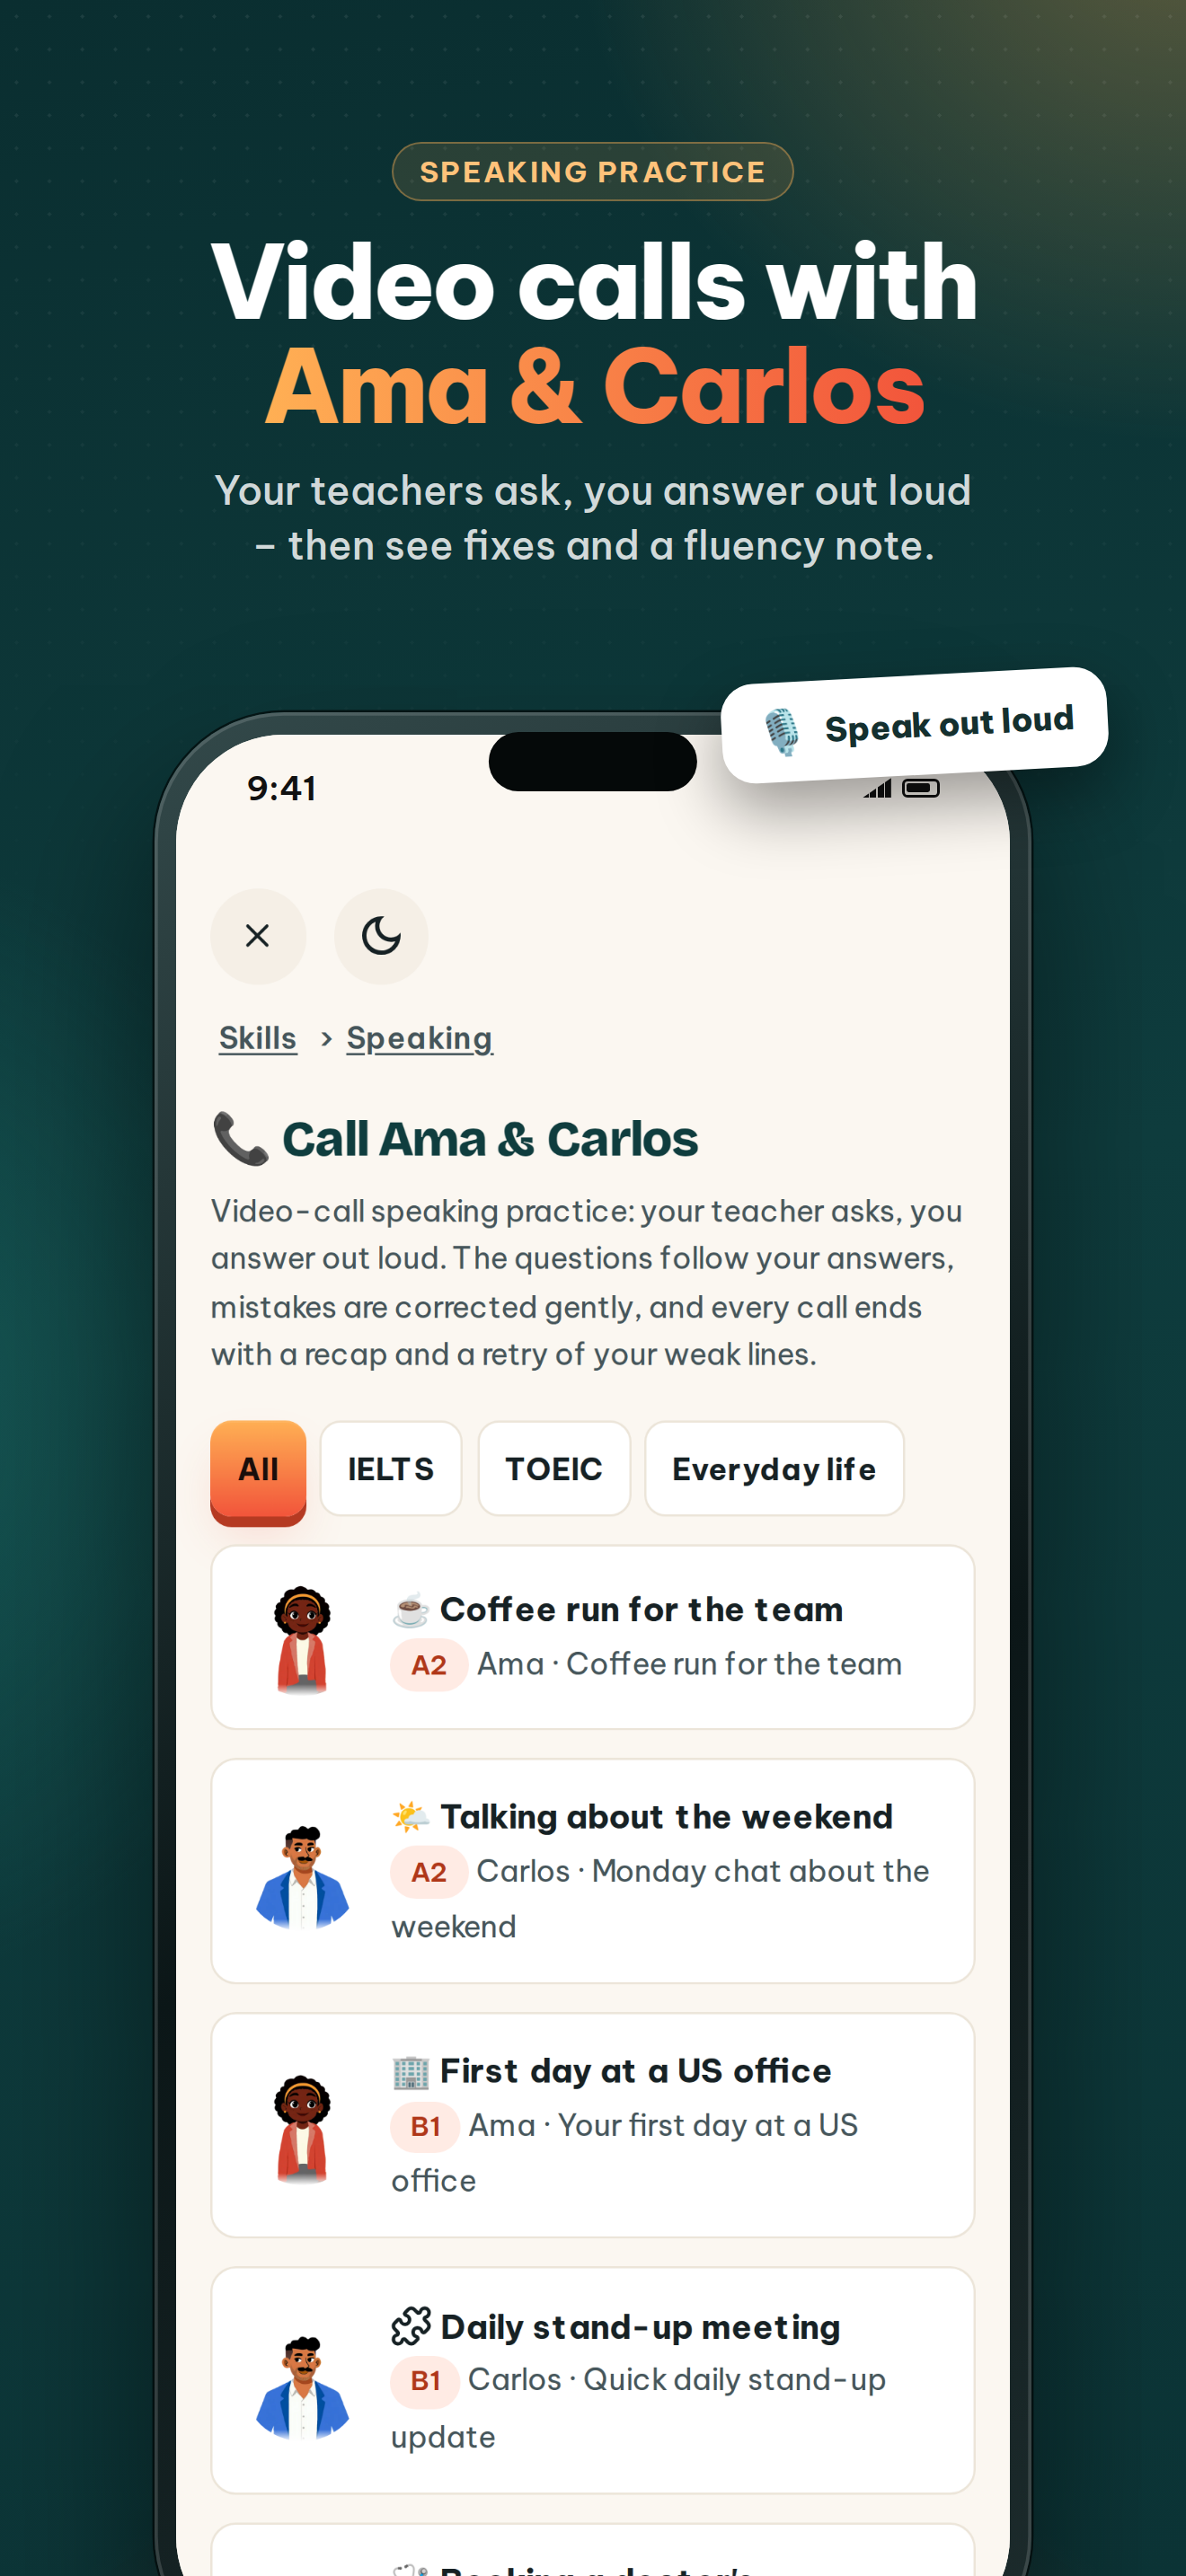 SPEAKING PRACTICE
Video calls with
Ama & Carlos
Your teachers ask, you answer out loud
– then see fixes and a fluency note.
Speak out loud
9:41
Skills › Speaking
Call Ama & Carlos
Video-call speaking practice: your teacher asks, you
answer out loud. The questions follow your answers,
mistakes are corrected gently, and every call ends
with a recap and a retry of your weak lines.
All IELTS TOEIC Everyday life
Coffee run for the team
A2 Ama · Coffee run for the team
Talking about the weekend
A2 Carlos · Monday chat about the
weekend
First day at a US office
B1 Ama · Your first day at a US
office
Daily stand-up meeting
B1 Carlos · Quick daily stand-up
update
Booking a doctor's